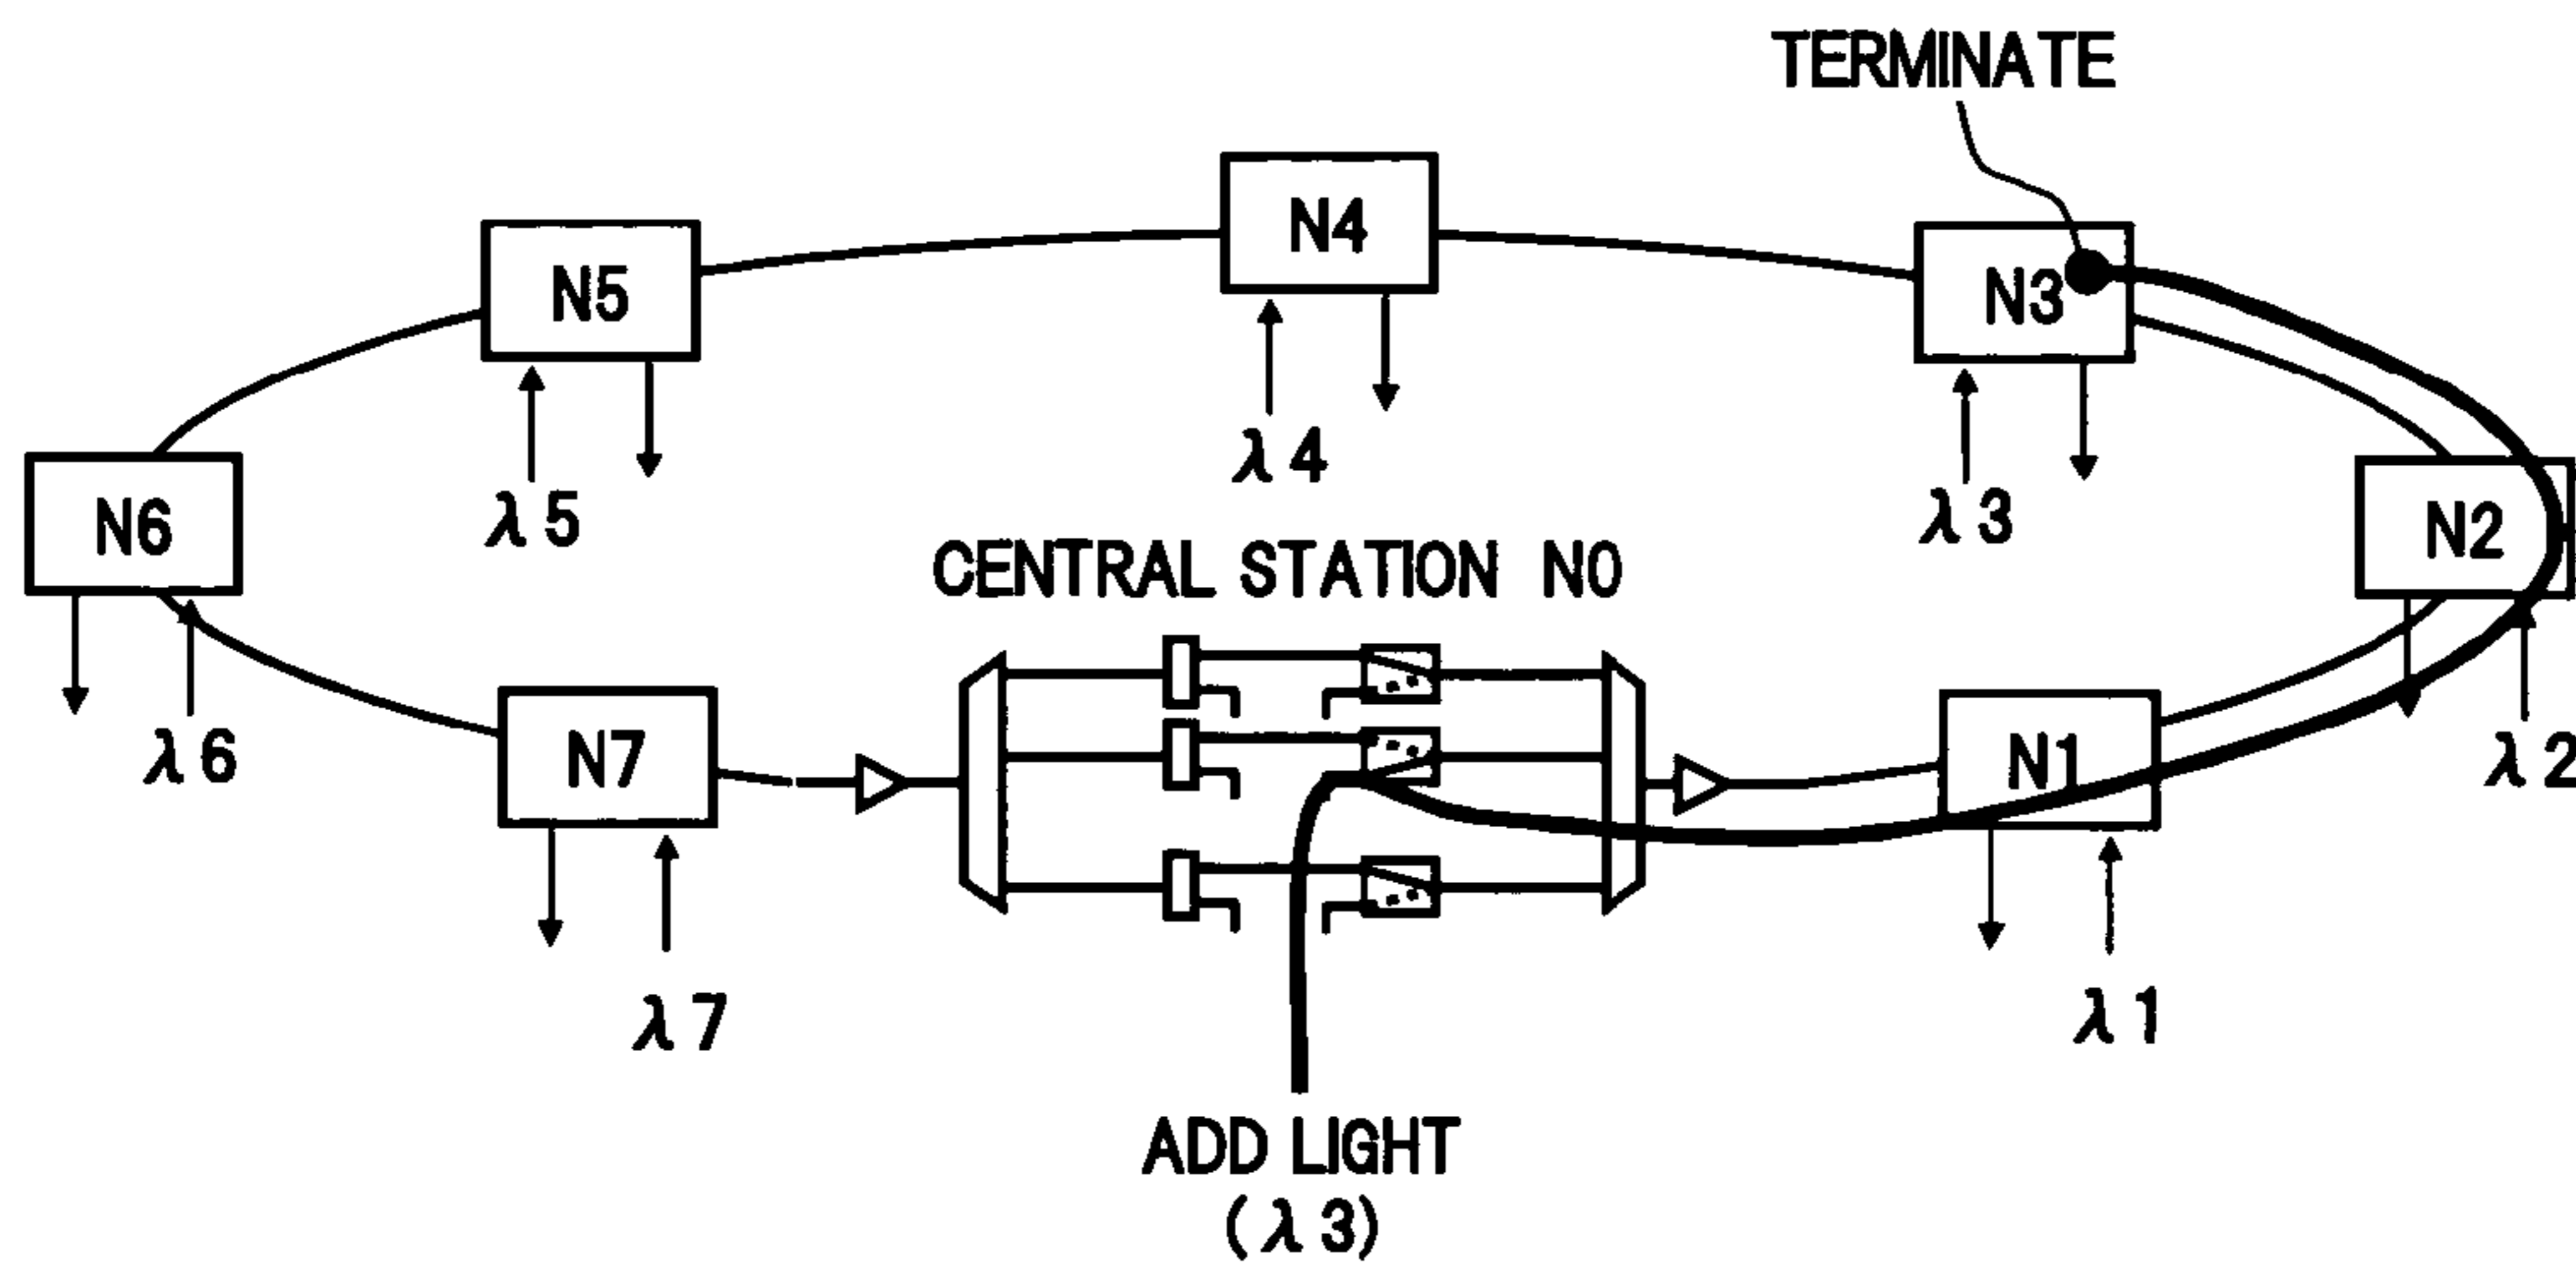 TERMINATE
N4
N5
N3
λ4
N6
λ5
λ3
N2
CENTRAL STATION N0
λ6
N7
N1
λ2
λ7
λ1
ADD LIGHT
(λ3)